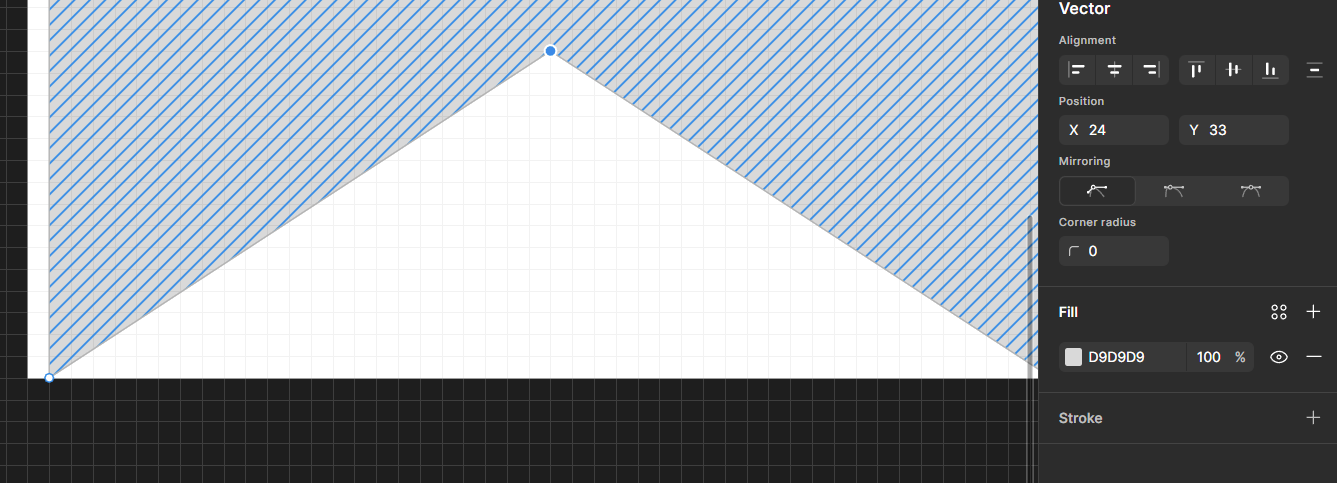 Vector
Alignment
Position
X 24 Y 33
Mirroring
Corner radius
0
Fill
D9D9D9 100 %
Stroke